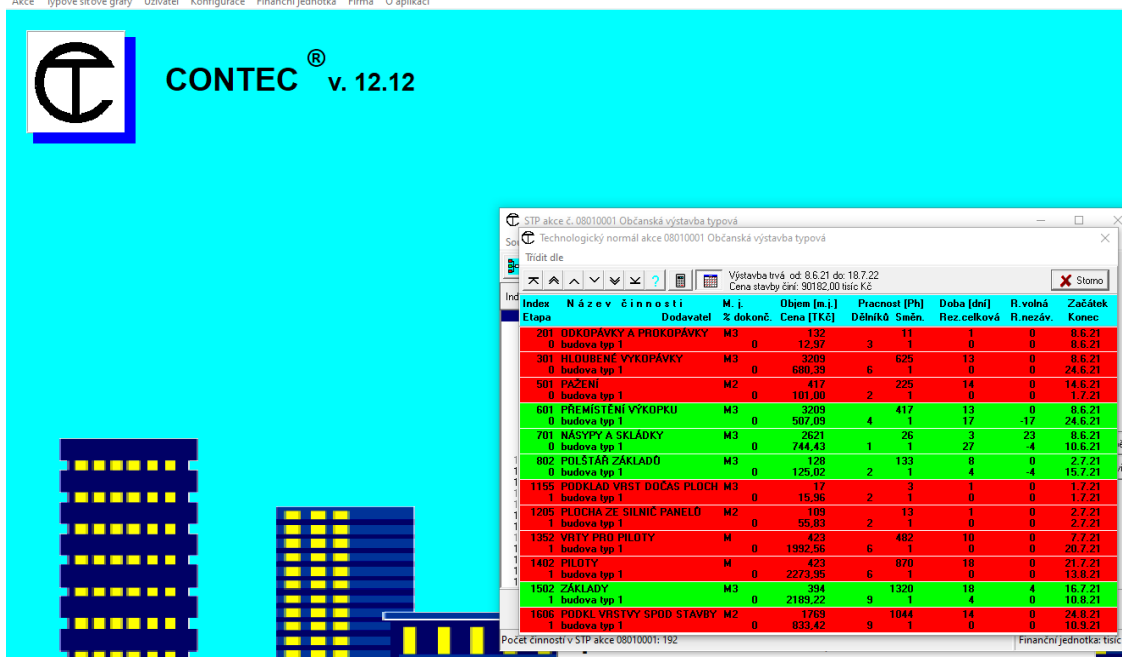 Akce Typové síťové grafy Uživatel Konfigurace Finanční jednotka Firma O aplikaci
CONTEC ® v. 12.12
STP akce č. 08010001 Občanská výstavba typová
Technologický normál akce 08010001 Občanská výstavba typová
Třídit dle
Výstavba trvá od: 8.6.21 do: 18.7.22
Cena stavby činí: 90182,00 tisíc Kč
Storno
Index Název činnosti M. j. Objem [m.j.] Pracnost [Ph] Doba [dní] R.volná Začátek
Etapa Dodavatel % dokonč. Cena [TKč] Dělníků Směn. Rez.celková R.nezáv. Konec
201 ODKOPÁVKY A PROKOPÁVKY M3 132 11 1 0 8.6.21
0 budova typ 1 0 12,97 3 1 0 0 8.6.21
301 HLOUBENÉ VYKOPÁVKY M3 3209 625 13 0 8.6.21
0 budova typ 1 0 680,39 6 1 0 0 24.6.21
501 PAŽENÍ M2 417 225 14 0 14.6.21
0 budova typ 1 0 101,00 2 1 0 0 1.7.21
601 PŘEMÍSTĚNÍ VÝKOPKU M3 3209 417 13 0 8.6.21
0 budova typ 1 0 507,09 4 1 17 -17 24.6.21
701 NÁSYPY A SKLÁDKY M3 2621 26 3 23 8.6.21
0 budova typ 1 0 744,43 1 1 27 -4 10.6.21
802 POLŠTÁŘ ZÁKLADŮ M3 128 133 8 0 2.7.21
0 budova typ 1 0 125,02 2 1 4 -4 15.7.21
1155 PODKLAD VRST DOČAS PLOCH M3 17 3 1 0 1.7.21
1 budova typ 1 0 15,96 2 1 0 0 1.7.21
1205 PLOCHA ZE SILNIČ PANELŮ M2 109 13 1 0 2.7.21
1 budova typ 1 0 55,83 2 1 0 0 2.7.21
1352 VRTY PRO PILOTY M 423 482 10 0 7.7.21
1 budova typ 1 0 1992,56 6 1 0 0 20.7.21
1402 PILOTY M 423 870 18 0 21.7.21
1 budova typ 1 0 2273,95 6 1 0 0 13.8.21
1502 ZÁKLADY M3 394 1320 18 4 16.7.21
1 budova typ 1 0 2189,22 9 1 4 0 10.8.21
1606 PODKL VRSTVY SPOD STAVBY M2 1769 1044 14 0 24.8.21
1 budova typ 1 0 833,42 9 1 0 0 10.9.21
Počet činností v STP akce 08010001: 192
Finanční jednotka: tisíc